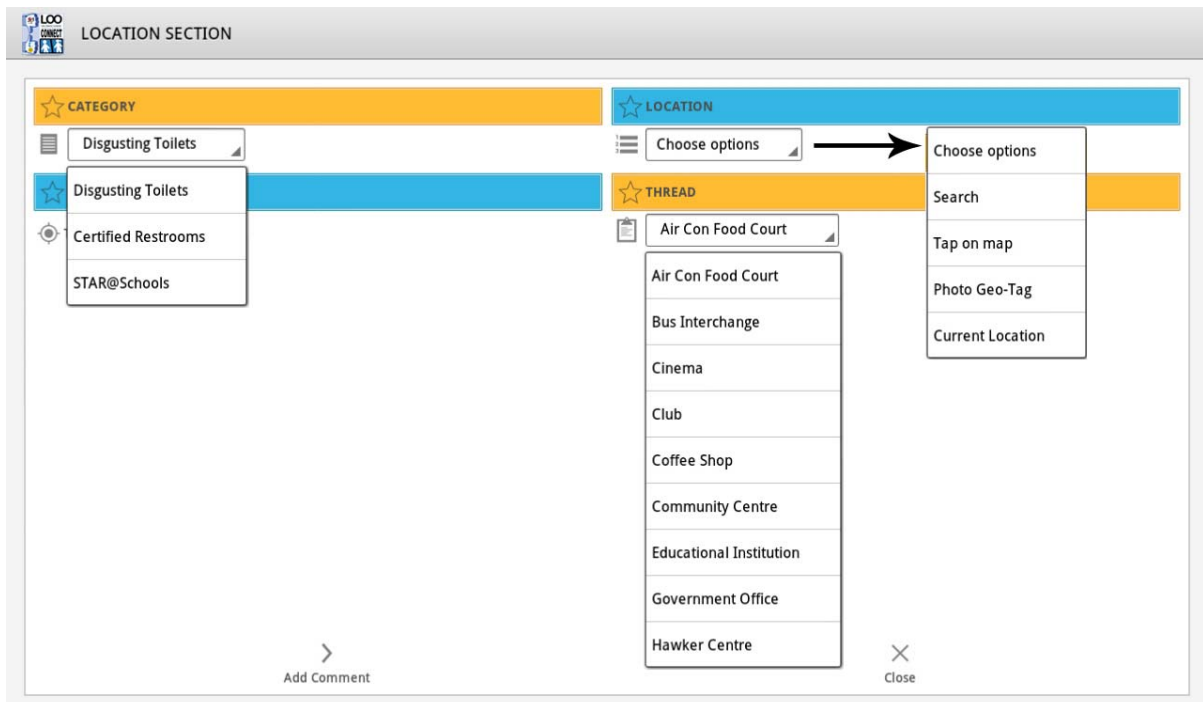 LOO
CONNECT
LOCATION SECTION
CATEGORY
Disgusting Toilets
Disgusting Toilets
Certified Restrooms
STAR@Schools
LOCATION
Choose options
Choose options
Search
Tap on map
Photo Geo-Tag
Current Location
THREAD
Air Con Food Court
Air Con Food Court
Bus Interchange
Cinema
Club
Coffee Shop
Community Centre
Educational Institution
Government Office
Hawker Centre
Add Comment
Close